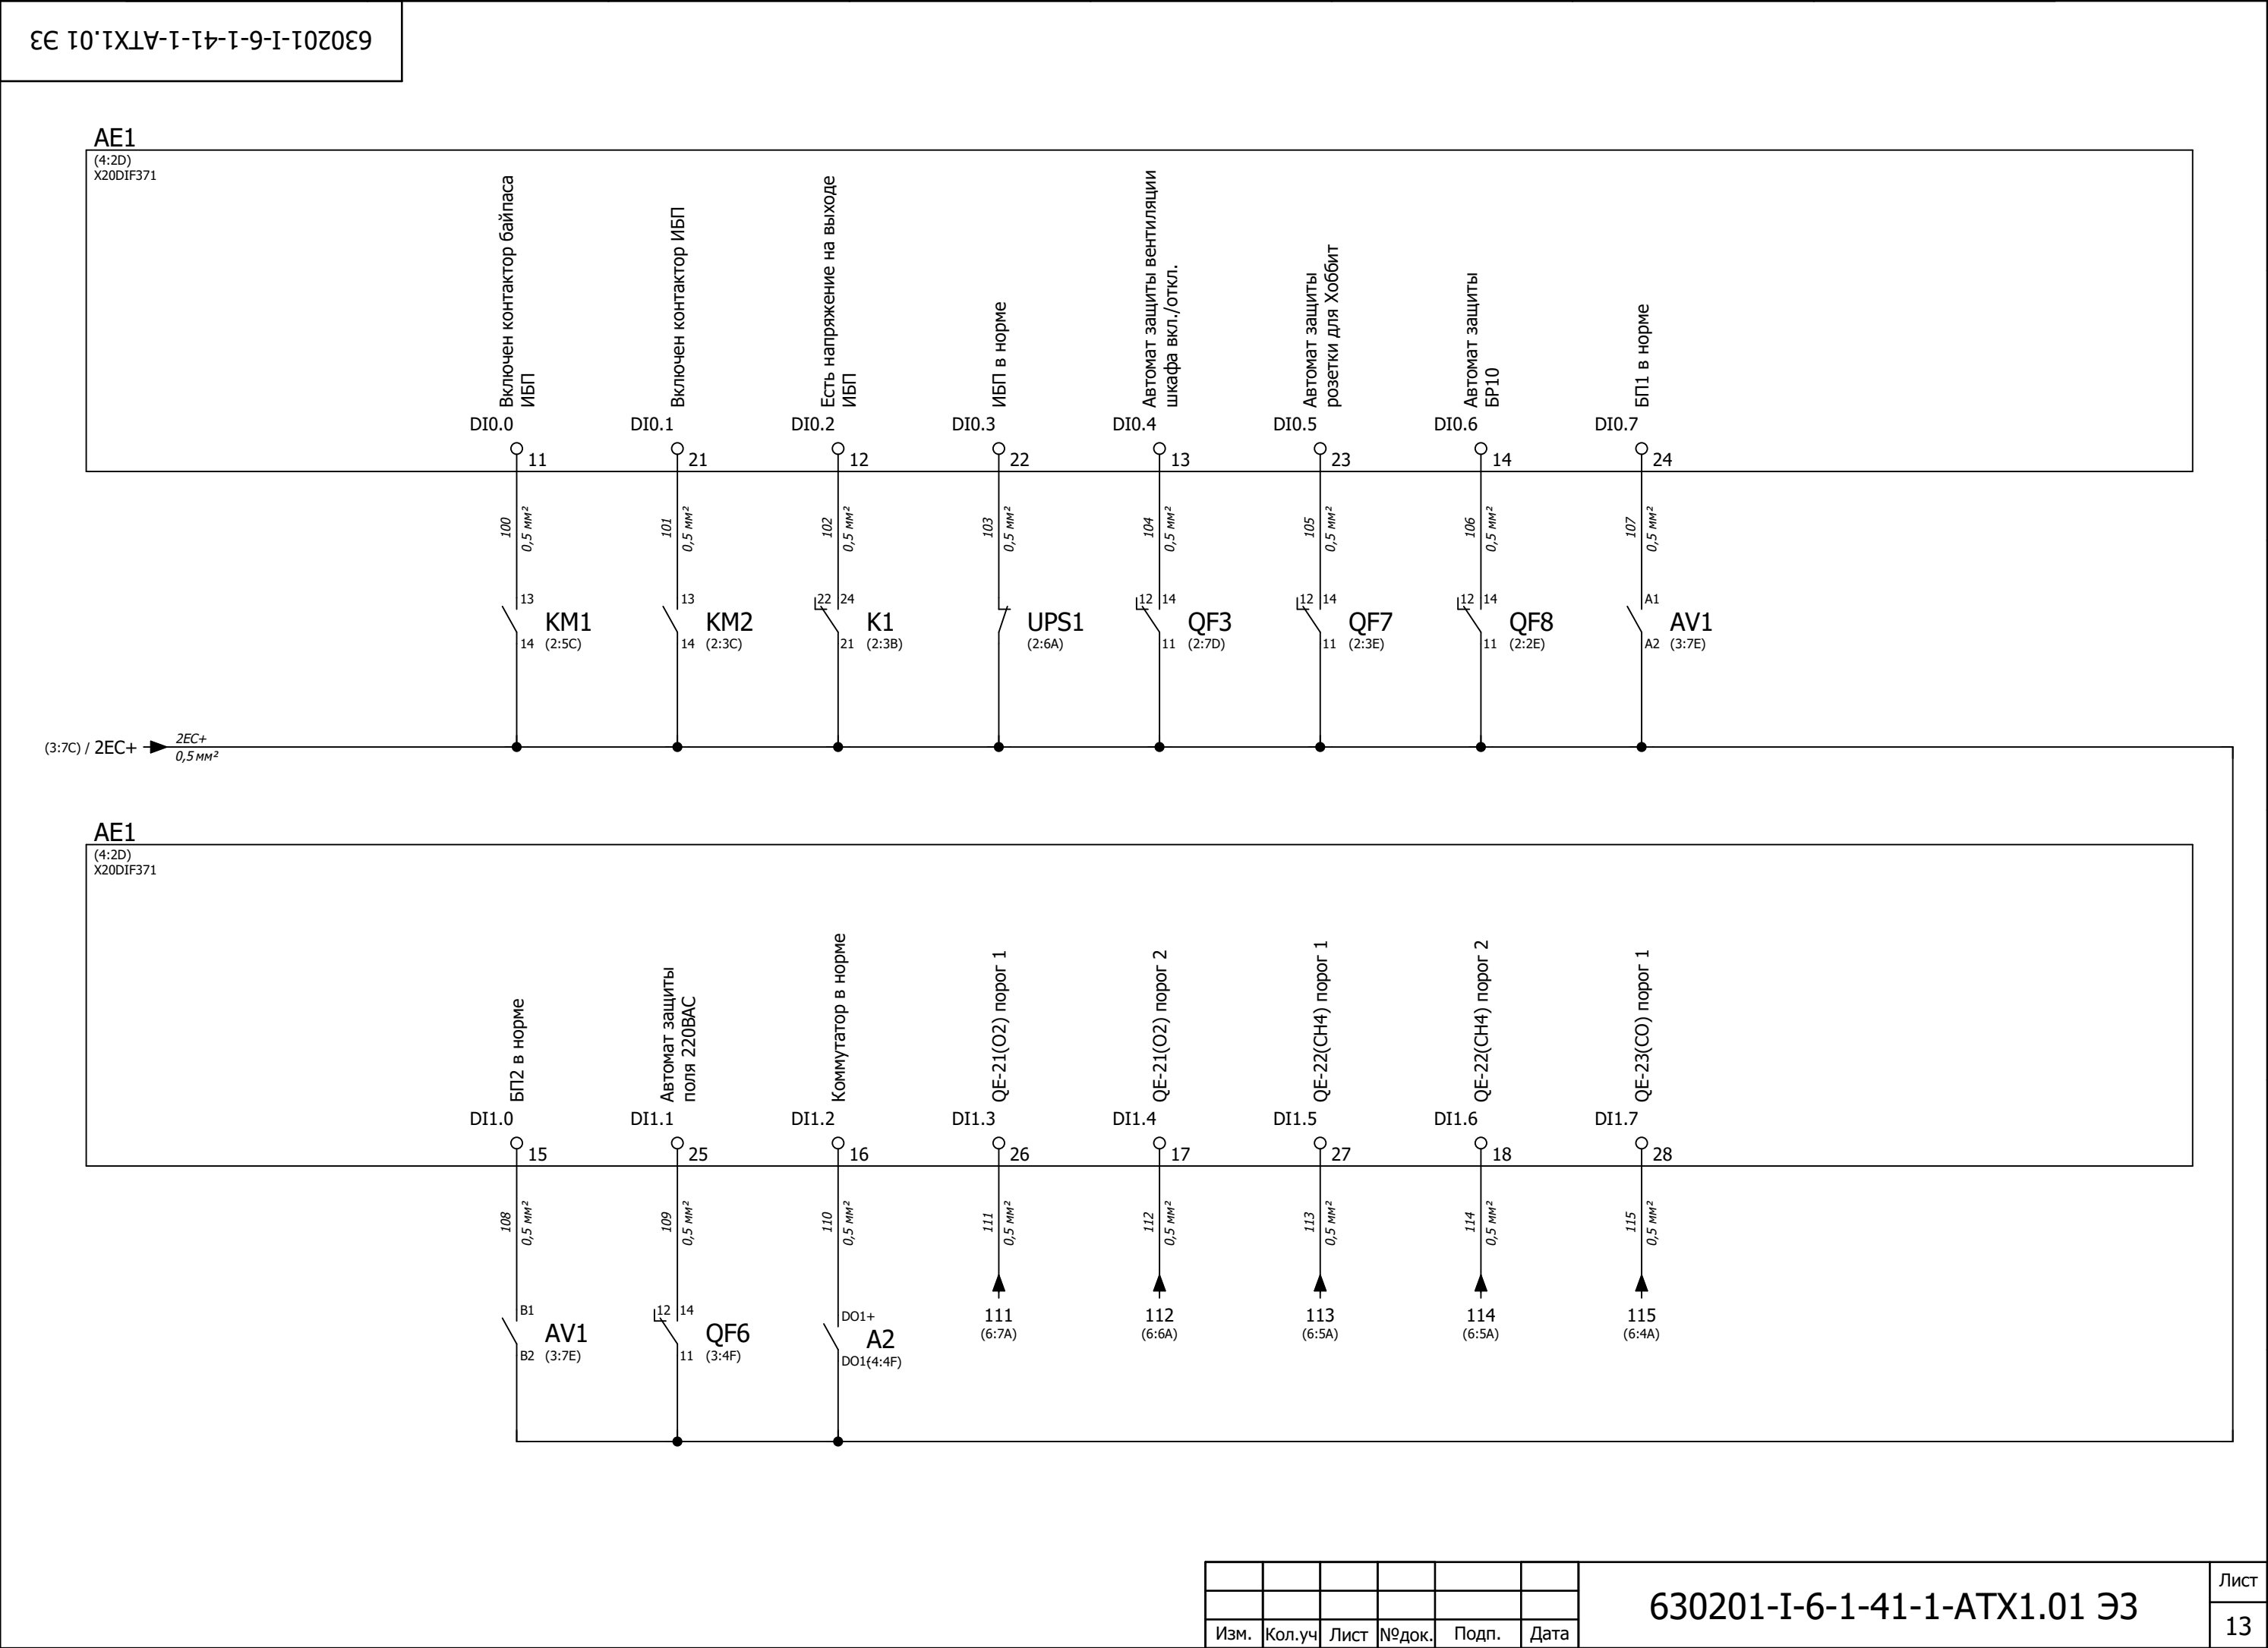 630201-I-6-1-41-1-АТХ1.01 Э3
AE1
(4:2D)
X20DIF371
Включен контактор байпаса
ИБП
Включен контактор ИБП
Есть напряжение на выходе
ИБП
ИБП в норме
Автомат защиты вентиляции
шкафа вкл./откл.
Автомат защиты
розетки для Хоббит
Автомат защиты
БР10
БП1 в норме
DI0.0 DI0.1 DI0.2 DI0.3 DI0.4 DI0.5 DI0.6 DI0.7
11 21 12 22 13 23 14 24
100 101 102 103 104 105 106 107
0,5 мм² 0,5 мм² 0,5 мм² 0,5 мм² 0,5 мм² 0,5 мм² 0,5 мм² 0,5 мм²
13 13 22 24 12 14 12 14 12 14 A1
KM1 KM2 K1 UPS1 QF3 QF7 QF8 AV1
14 (2:5C) 14 (2:3C) 21 (2:3B) (2:6A) 11 (2:7D) 11 (2:3E) 11 (2:2E) A2 (3:7E)
(3:7C) / 2EC+ 2EC+
0,5 мм²
AE1
(4:2D)
X20DIF371
БП2 в норме
Автомат защиты
поля 220ВАС
Коммутатор в норме
QE-21(O2) порог 1
QE-21(O2) порог 2
QE-22(CH4) порог 1
QE-22(CH4) порог 2
QE-23(CO) порог 1
DI1.0 DI1.1 DI1.2 DI1.3 DI1.4 DI1.5 DI1.6 DI1.7
15 25 16 26 17 27 18 28
108 109 110 111 112 113 114 115
0,5 мм² 0,5 мм² 0,5 мм² 0,5 мм² 0,5 мм² 0,5 мм² 0,5 мм² 0,5 мм²
B1 12 14 DO1+ 111 112 113 114 115
AV1 QF6 A2 (6:7A) (6:6A) (6:5A) (6:5A) (6:4A)
B2 (3:7E) 11 (3:4F) DO1- (4:4F)
Изм. Кол.уч Лист №док. Подп. Дата
630201-I-6-1-41-1-АТХ1.01 Э3
Лист
13